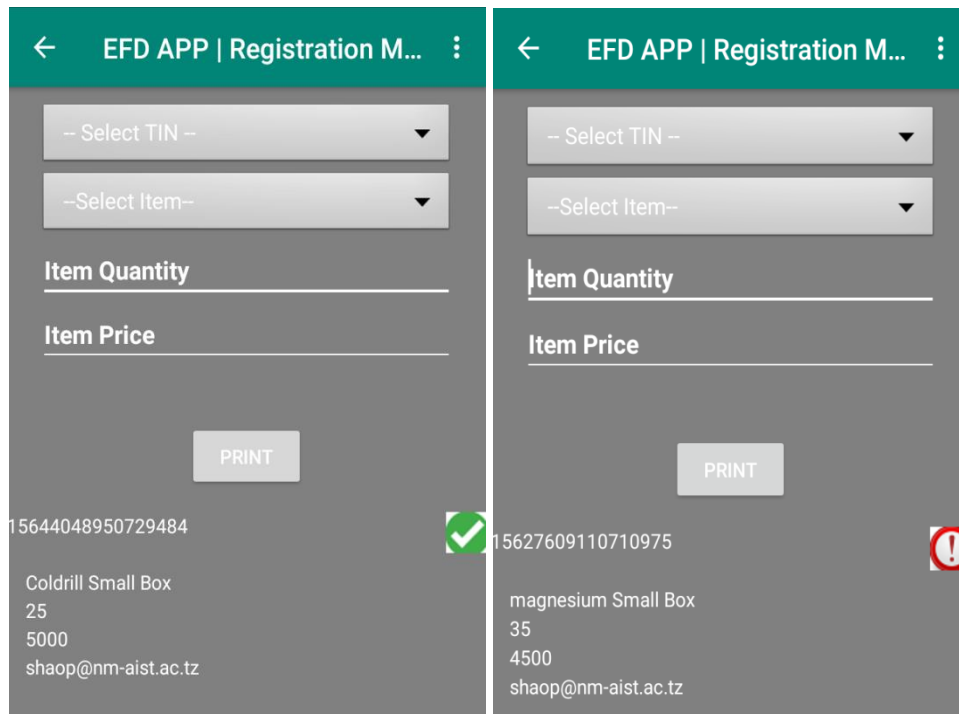 EFD APP | Registration M...
-- Select TIN --
--Select Item--
Item Quantity
Item Price
PRINT
15644048950729484
Coldrill Small Box
25
5000
shaop@nm-aist.ac.tz
EFD APP | Registration M...
-- Select TIN --
--Select Item--
Item Quantity
Item Price
PRINT
15627609110710975
magnesium Small Box
35
4500
shaop@nm-aist.ac.tz